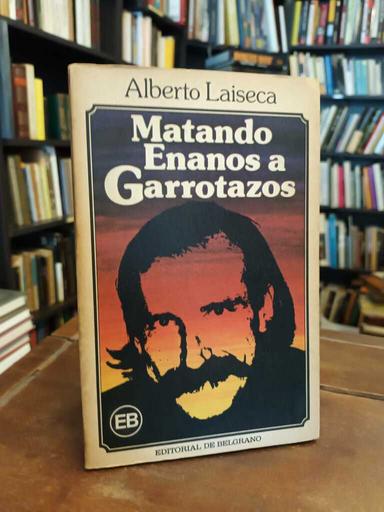 Alberto Laiseca
Matando
Enanos a
Garrotazos
EB
EDITORIAL DE BELGRANO